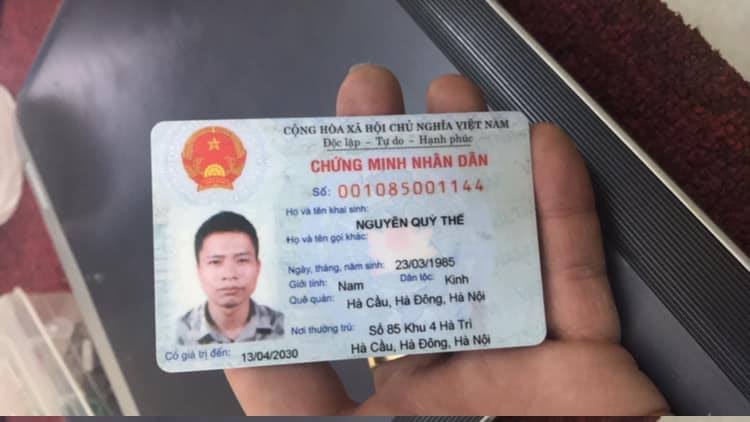 CỘNG HÒA XÃ HỘI CHỦ NGHĨA VIỆT NAM
Độc lập – Tự do – Hạnh phúc
CHỨNG MINH NHÂN DÂN
Số: 001085001144
Họ và tên khai sinh:
NGUYỄN QUÝ THẾ
Họ và tên gọi khác:
Ngày, tháng, năm sinh: 23/03/1985
Giới tính: Nam Dân tộc: Kinh
Quê quán: Hà Cầu, Hà Đông, Hà Nội
Nơi thường trú: Số 85 Khu 4 Hà Trì
Hà Cầu, Hà Đông, Hà Nội
Có giá trị đến: 13/04/2030